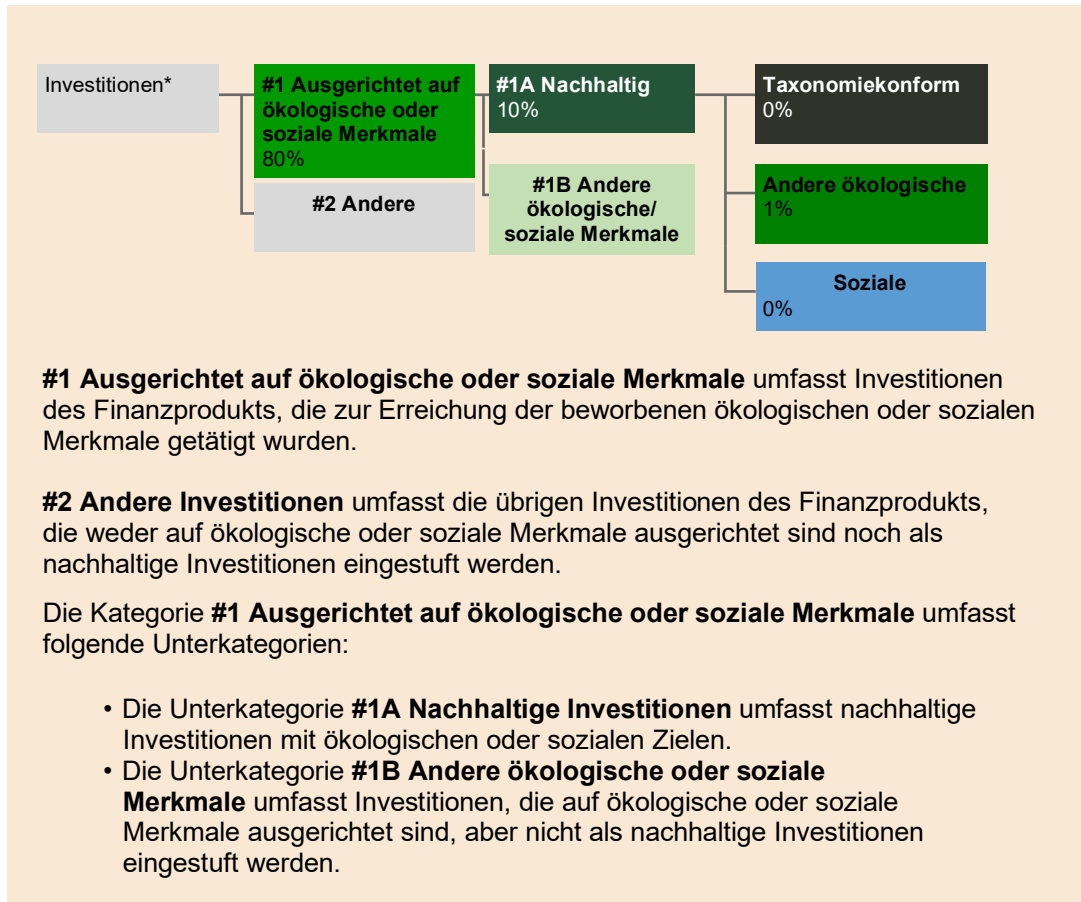 Investitionen*
#1 Ausgerichtet auf
ökologische oder
soziale Merkmale
80%
#2 Andere
#1A Nachhaltig
10%
#1B Andere
ökologische/
soziale Merkmale
Taxonomiekonform
0%
Andere ökologische
1%
Soziale
0%
#1 Ausgerichtet auf ökologische oder soziale Merkmale umfasst Investitionen
des Finanzprodukts, die zur Erreichung der beworbenen ökologischen oder sozialen
Merkmale getätigt wurden.
#2 Andere Investitionen umfasst die übrigen Investitionen des Finanzprodukts,
die weder auf ökologische oder soziale Merkmale ausgerichtet sind noch als
nachhaltige Investitionen eingestuft werden.
Die Kategorie #1 Ausgerichtet auf ökologische oder soziale Merkmale umfasst
folgende Unterkategorien:
• Die Unterkategorie #1A Nachhaltige Investitionen umfasst nachhaltige
Investitionen mit ökologischen oder sozialen Zielen.
• Die Unterkategorie #1B Andere ökologische oder soziale
Merkmale umfasst Investitionen, die auf ökologische oder soziale
Merkmale ausgerichtet sind, aber nicht als nachhaltige Investitionen
eingestuft werden.